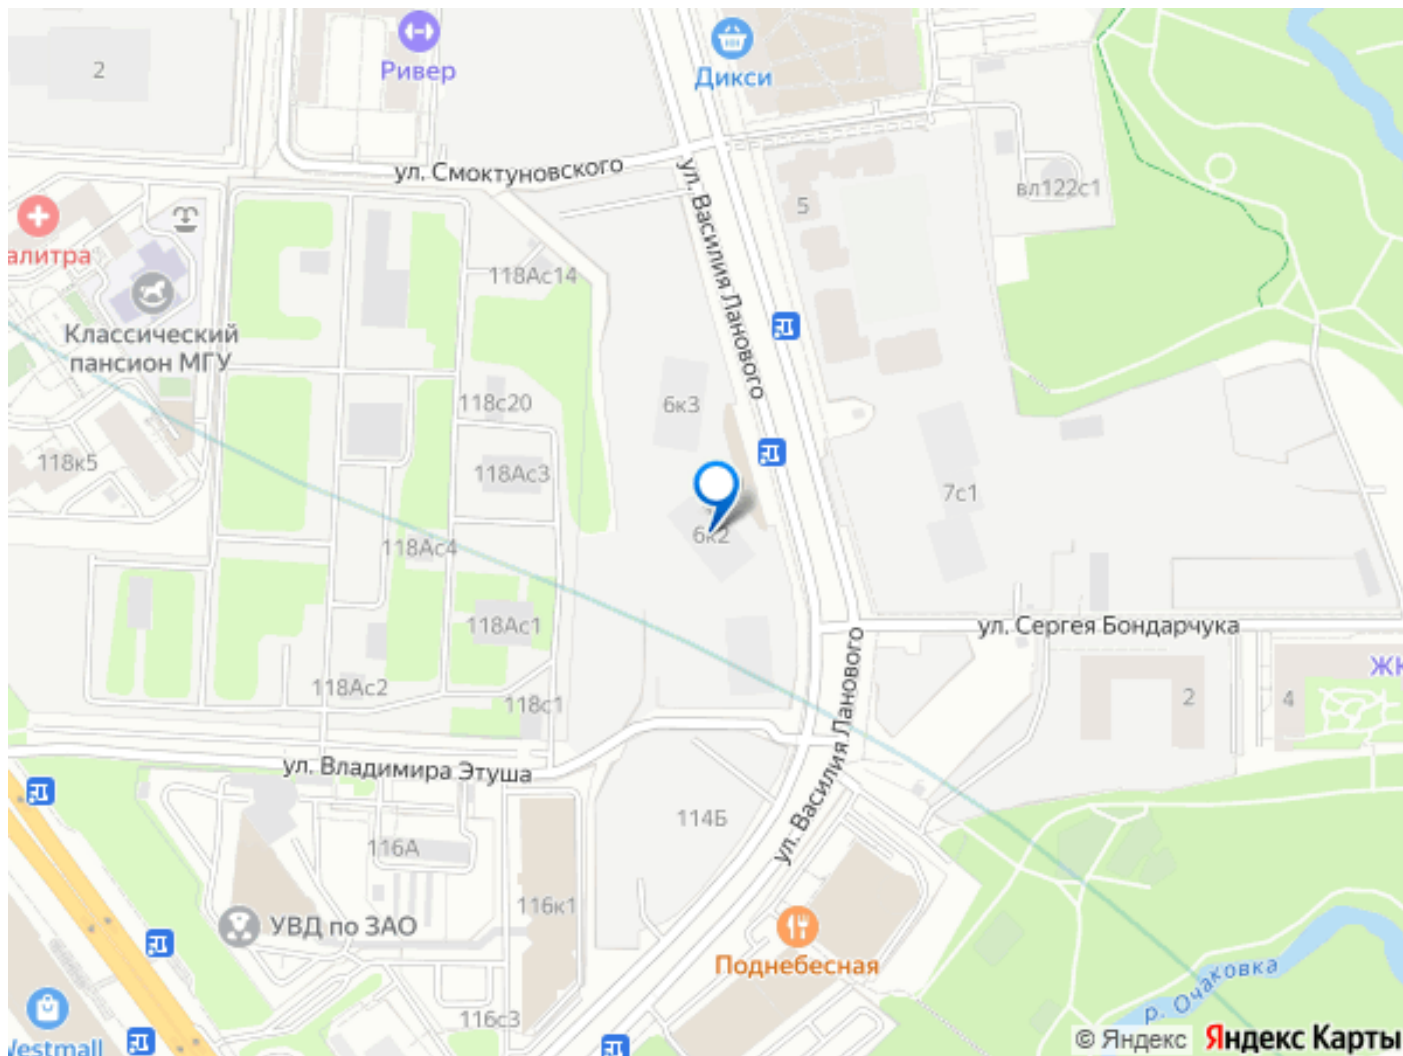 2
Ривер
Дикси
ул. Смоктуновского
ул. Василия Ланового
5
вл122с1
алитра
118Ас14
Классический
пансион МГУ
118с20
6к3
118к5
118Ас3
7с1
6к2
118Ас4
118Ас1
ул. Сергея Бондарчука
ЖК
118Ас2
118с1
2
4
ул. Владимира Этуша
ул. Василия Ланового
114Б
116А
116к1
УВД по ЗАО
Поднебесная
р. Очаковка
116с3
Westmall
© Яндекс Яндекс Карты